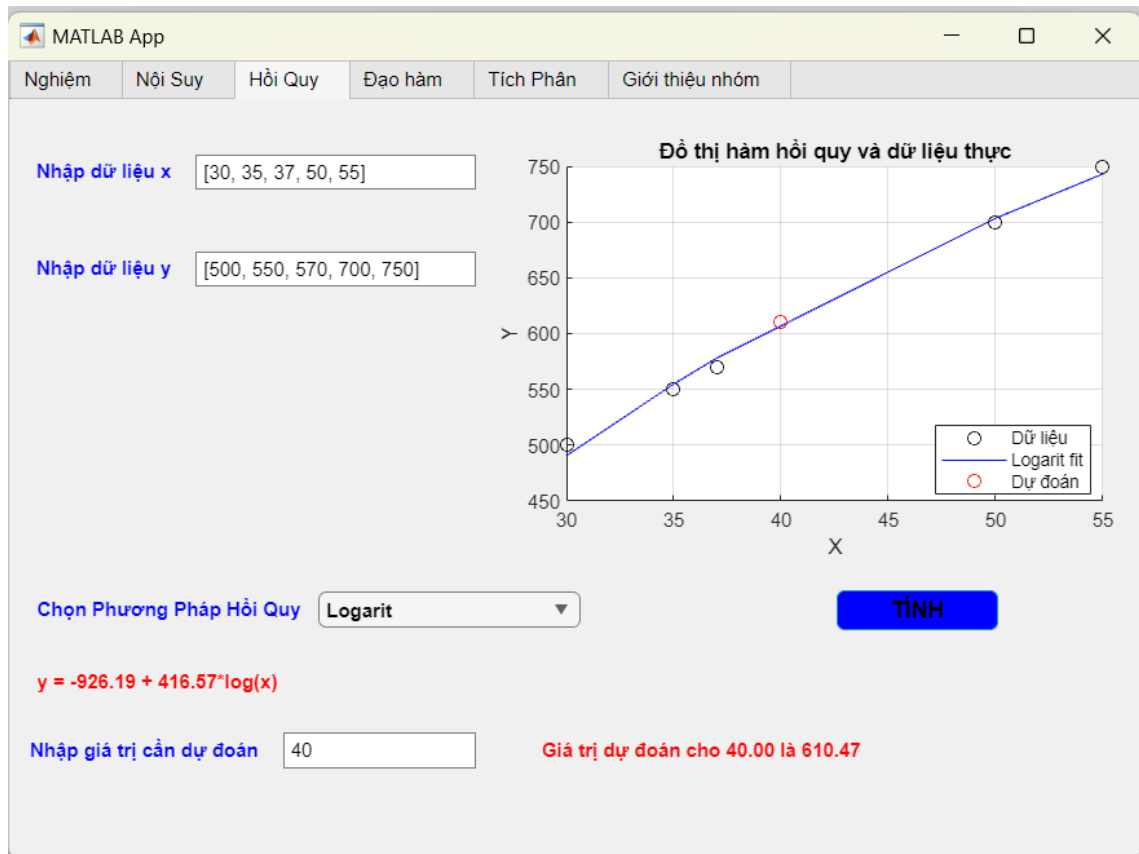 MATLAB App
Nghiệm Nội Suy Hồi Quy Đạo hàm Tích Phân Giới thiệu nhóm
Nhập dữ liệu x [30, 35, 37, 50, 55]
Nhập dữ liệu y [500, 550, 570, 700, 750]
Đồ thị hàm hồi quy và dữ liệu thực
750
700
650
600
550
500
450
Y
30 35 40 45 50 55
X
Dữ liệu
Logarit fit
Dự đoán
Chọn Phương Pháp Hồi Quy Logarit TÍNH
y = -926.19 + 416.57*log(x)
Nhập giá trị cần dự đoán 40 Giá trị dự đoán cho 40.00 là 610.47